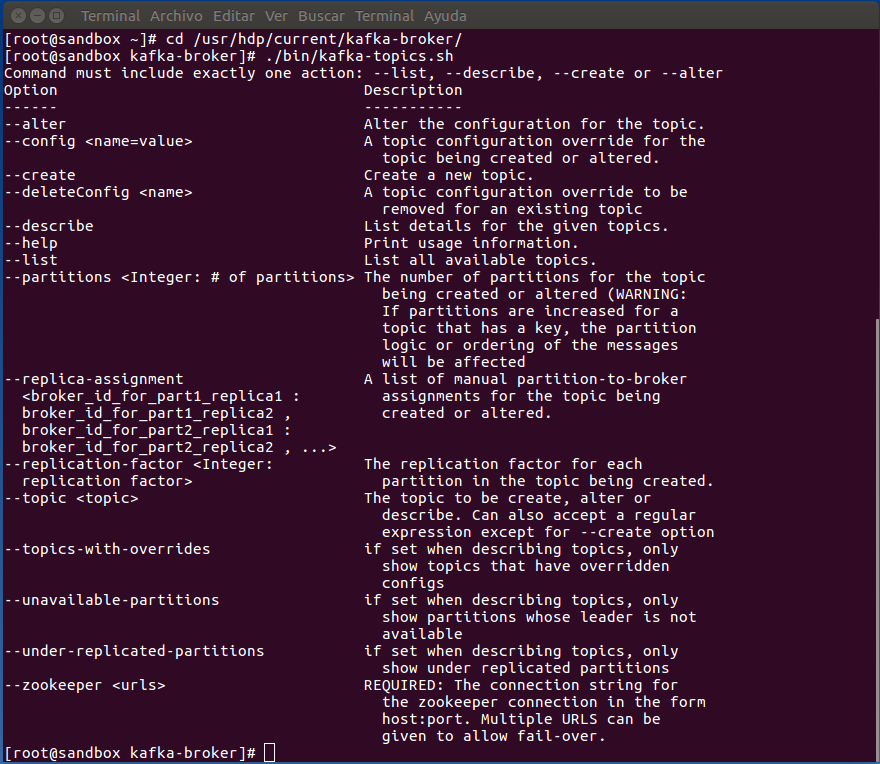 Terminal Archivo Editar Ver Buscar Terminal Ayuda
[root@sandbox ~]# cd /usr/hdp/current/kafka-broker/
[root@sandbox kafka-broker]# ./bin/kafka-topics.sh
Command must include exactly one action: --list, --describe, --create or --alter
Option                                  Description
------                                  -----------
--alter                                 Alter the configuration for the topic.
--config <name=value>                   A topic configuration override for the
                                          topic being created or altered.
--create                                Create a new topic.
--deleteConfig <name>                   A topic configuration override to be
                                          removed for an existing topic
--describe                              List details for the given topics.
--help                                  Print usage information.
--list                                  List all available topics.
--partitions <Integer: # of partitions> The number of partitions for the topic
                                          being created or altered (WARNING:
                                          If partitions are increased for a
                                          topic that has a key, the partition
                                          logic or ordering of the messages
                                          will be affected
--replica-assignment                    A list of manual partition-to-broker
  <broker_id_for_part1_replica1 :         assignments for the topic being
  broker_id_for_part1_replica2 ,          created or altered.
  broker_id_for_part2_replica1 :
  broker_id_for_part2_replica2 , ...>
--replication-factor <Integer:          The replication factor for each
  replication factor>                     partition in the topic being created.
--topic <topic>                         The topic to be create, alter or
                                          describe. Can also accept a regular
                                          expression except for --create option
--topics-with-overrides                 if set when describing topics, only
                                          show topics that have overridden
                                          configs
--unavailable-partitions                if set when describing topics, only
                                          show partitions whose leader is not
                                          available
--under-replicated-partitions           if set when describing topics, only
                                          show under replicated partitions
--zookeeper <urls>                      REQUIRED: The connection string for
                                          the zookeeper connection in the form
                                          host:port. Multiple URLS can be
                                          given to allow fail-over.
[root@sandbox kafka-broker]#